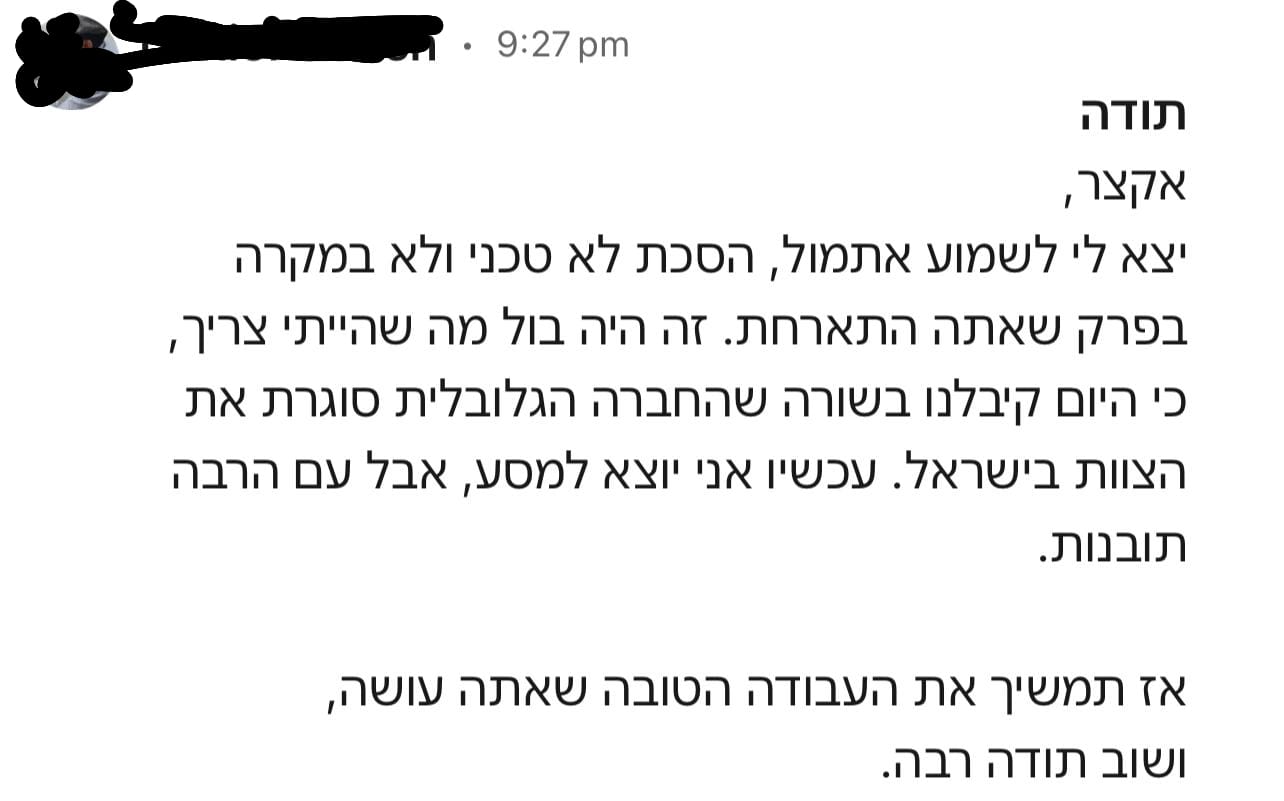 • 9:27 pm
תודה
אקצר,
יצא לי לשמוע אתמול, הסכת לא טכני ולא במקרה
בפרק שאתה התארחת. זה היה בול מה שהייתי צריך,
כי היום קיבלנו בשורה שהחברה הגלובלית סוגרת את
הצוות בישראל. עכשיו אני יוצא למסע, אבל עם הרבה
תובנות.
אז תמשיך את העבודה הטובה שאתה עושה,
ושוב תודה רבה.